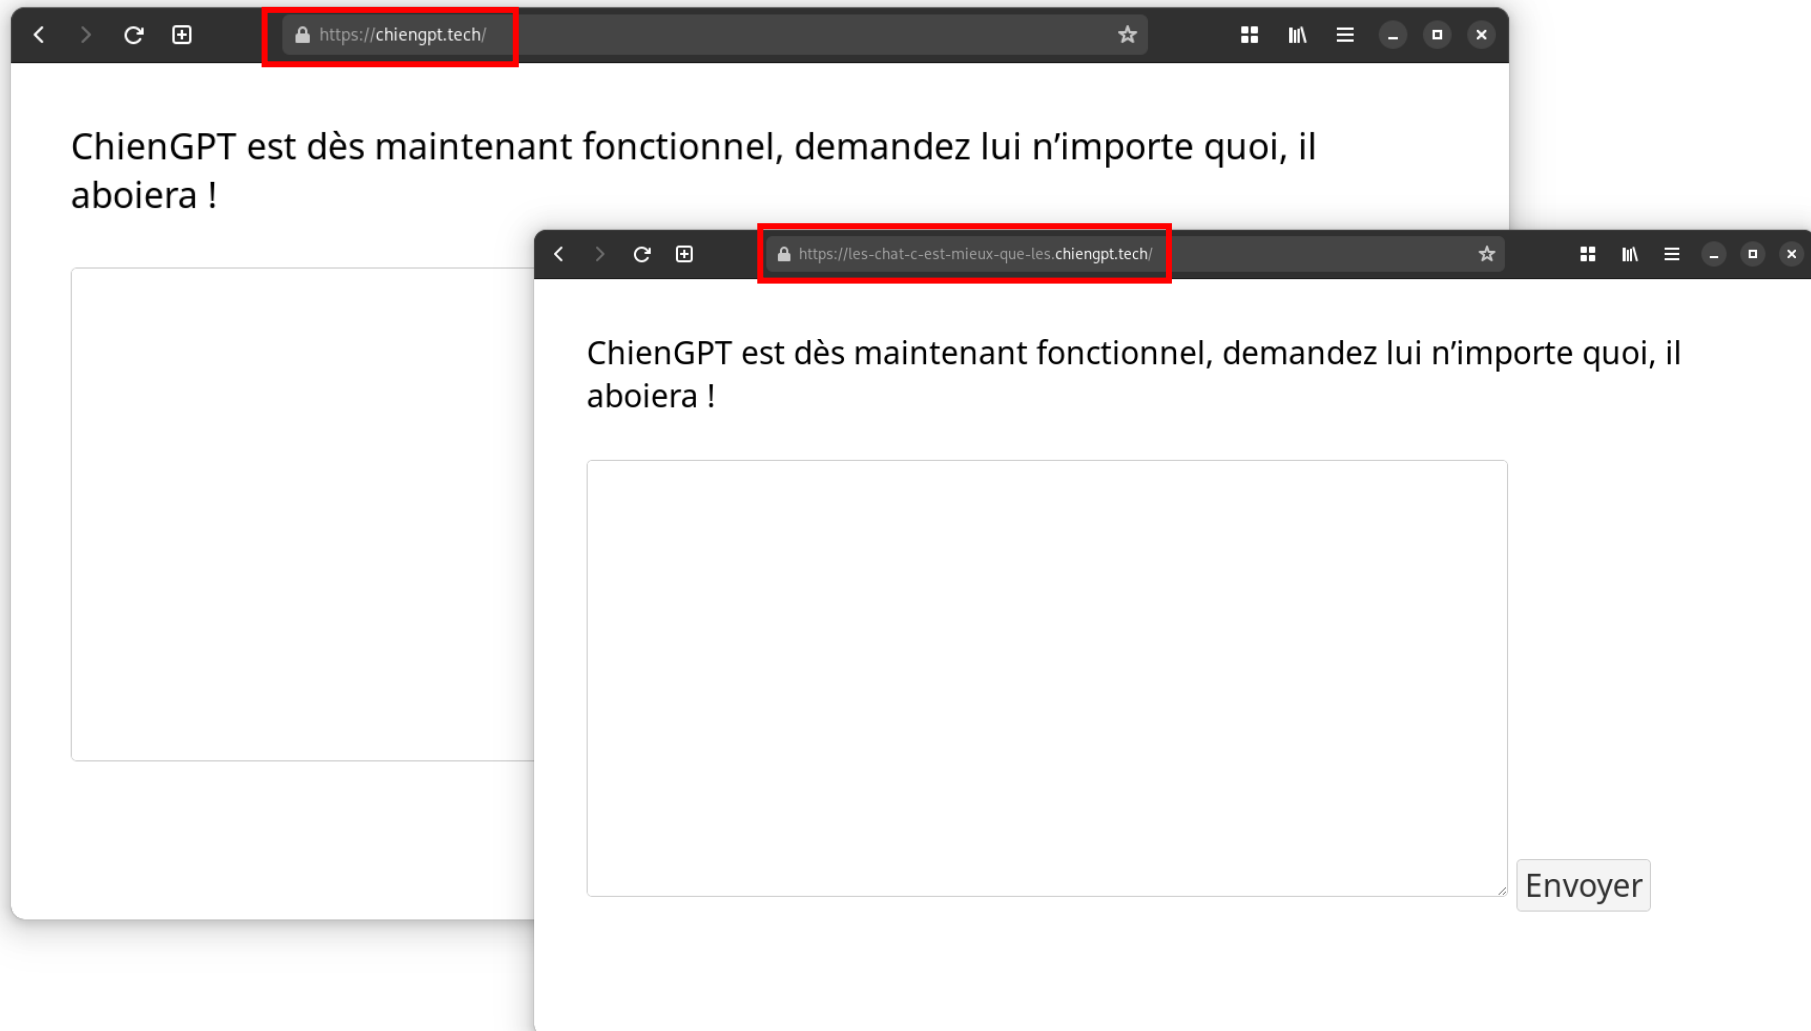 https://chiengpt.tech/
ChienGPT est dès maintenant fonctionnel, demandez lui n’importe quoi, il
aboiera !
https://les-chat-c-est-mieux-que-les.chiengpt.tech/
ChienGPT est dès maintenant fonctionnel, demandez lui n’importe quoi, il
aboiera !
Envoyer